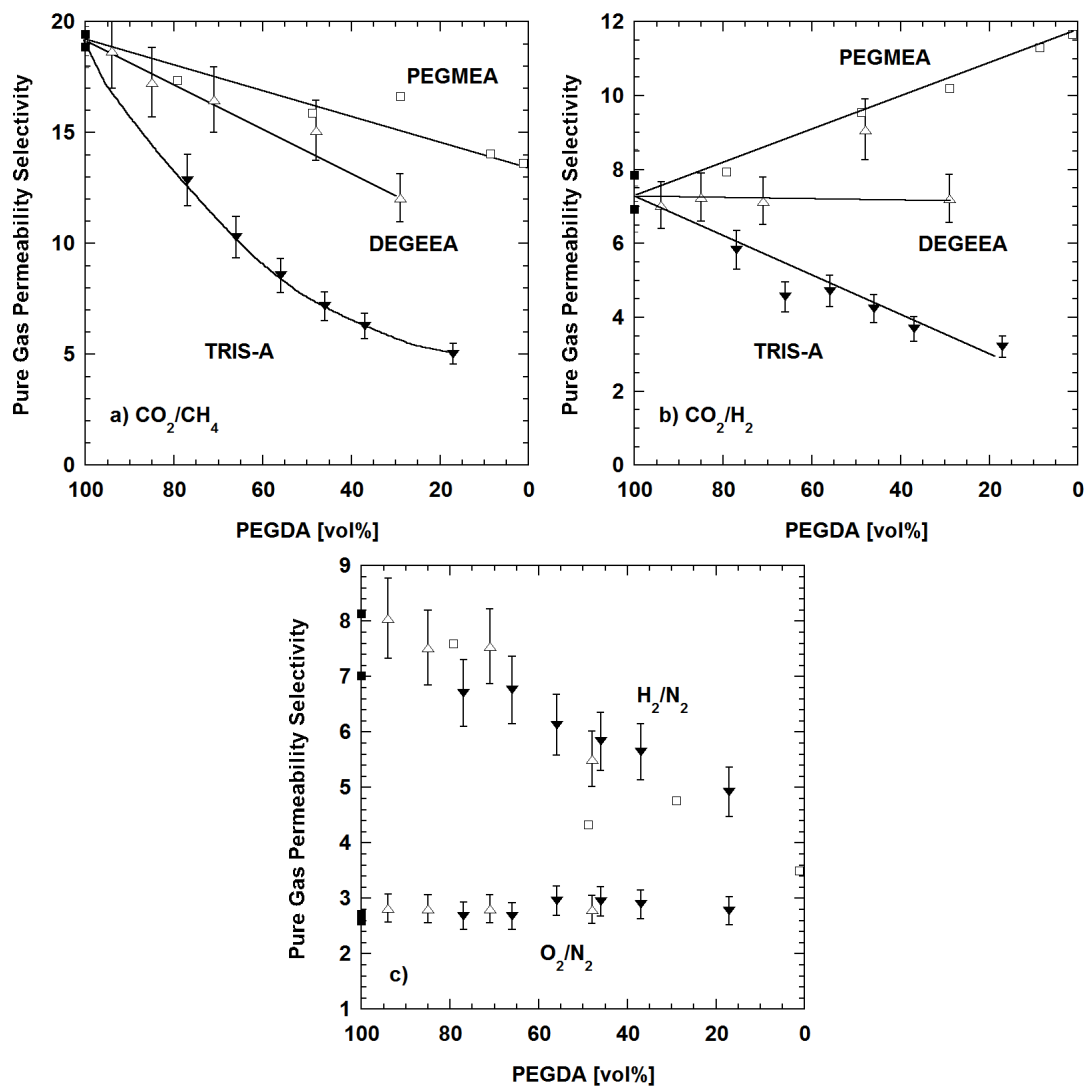 20
15
10
5
0
100
80
60
40
20
0
Pure Gas Permeability Selectivity
PEGDA [vol%]
PEGMEA
DEGEEA
TRIS-A
a) CO₂/CH₄
12
10
8
6
4
2
0
100
80
60
40
20
0
Pure Gas Permeability Selectivity
PEGDA [vol%]
PEGMEA
DEGEEA
TRIS-A
b) CO₂/H₂
9
8
7
6
5
4
3
2
1
100
80
60
40
20
0
Pure Gas Permeability Selectivity
PEGDA [vol%]
H₂/N₂
O₂/N₂
c)